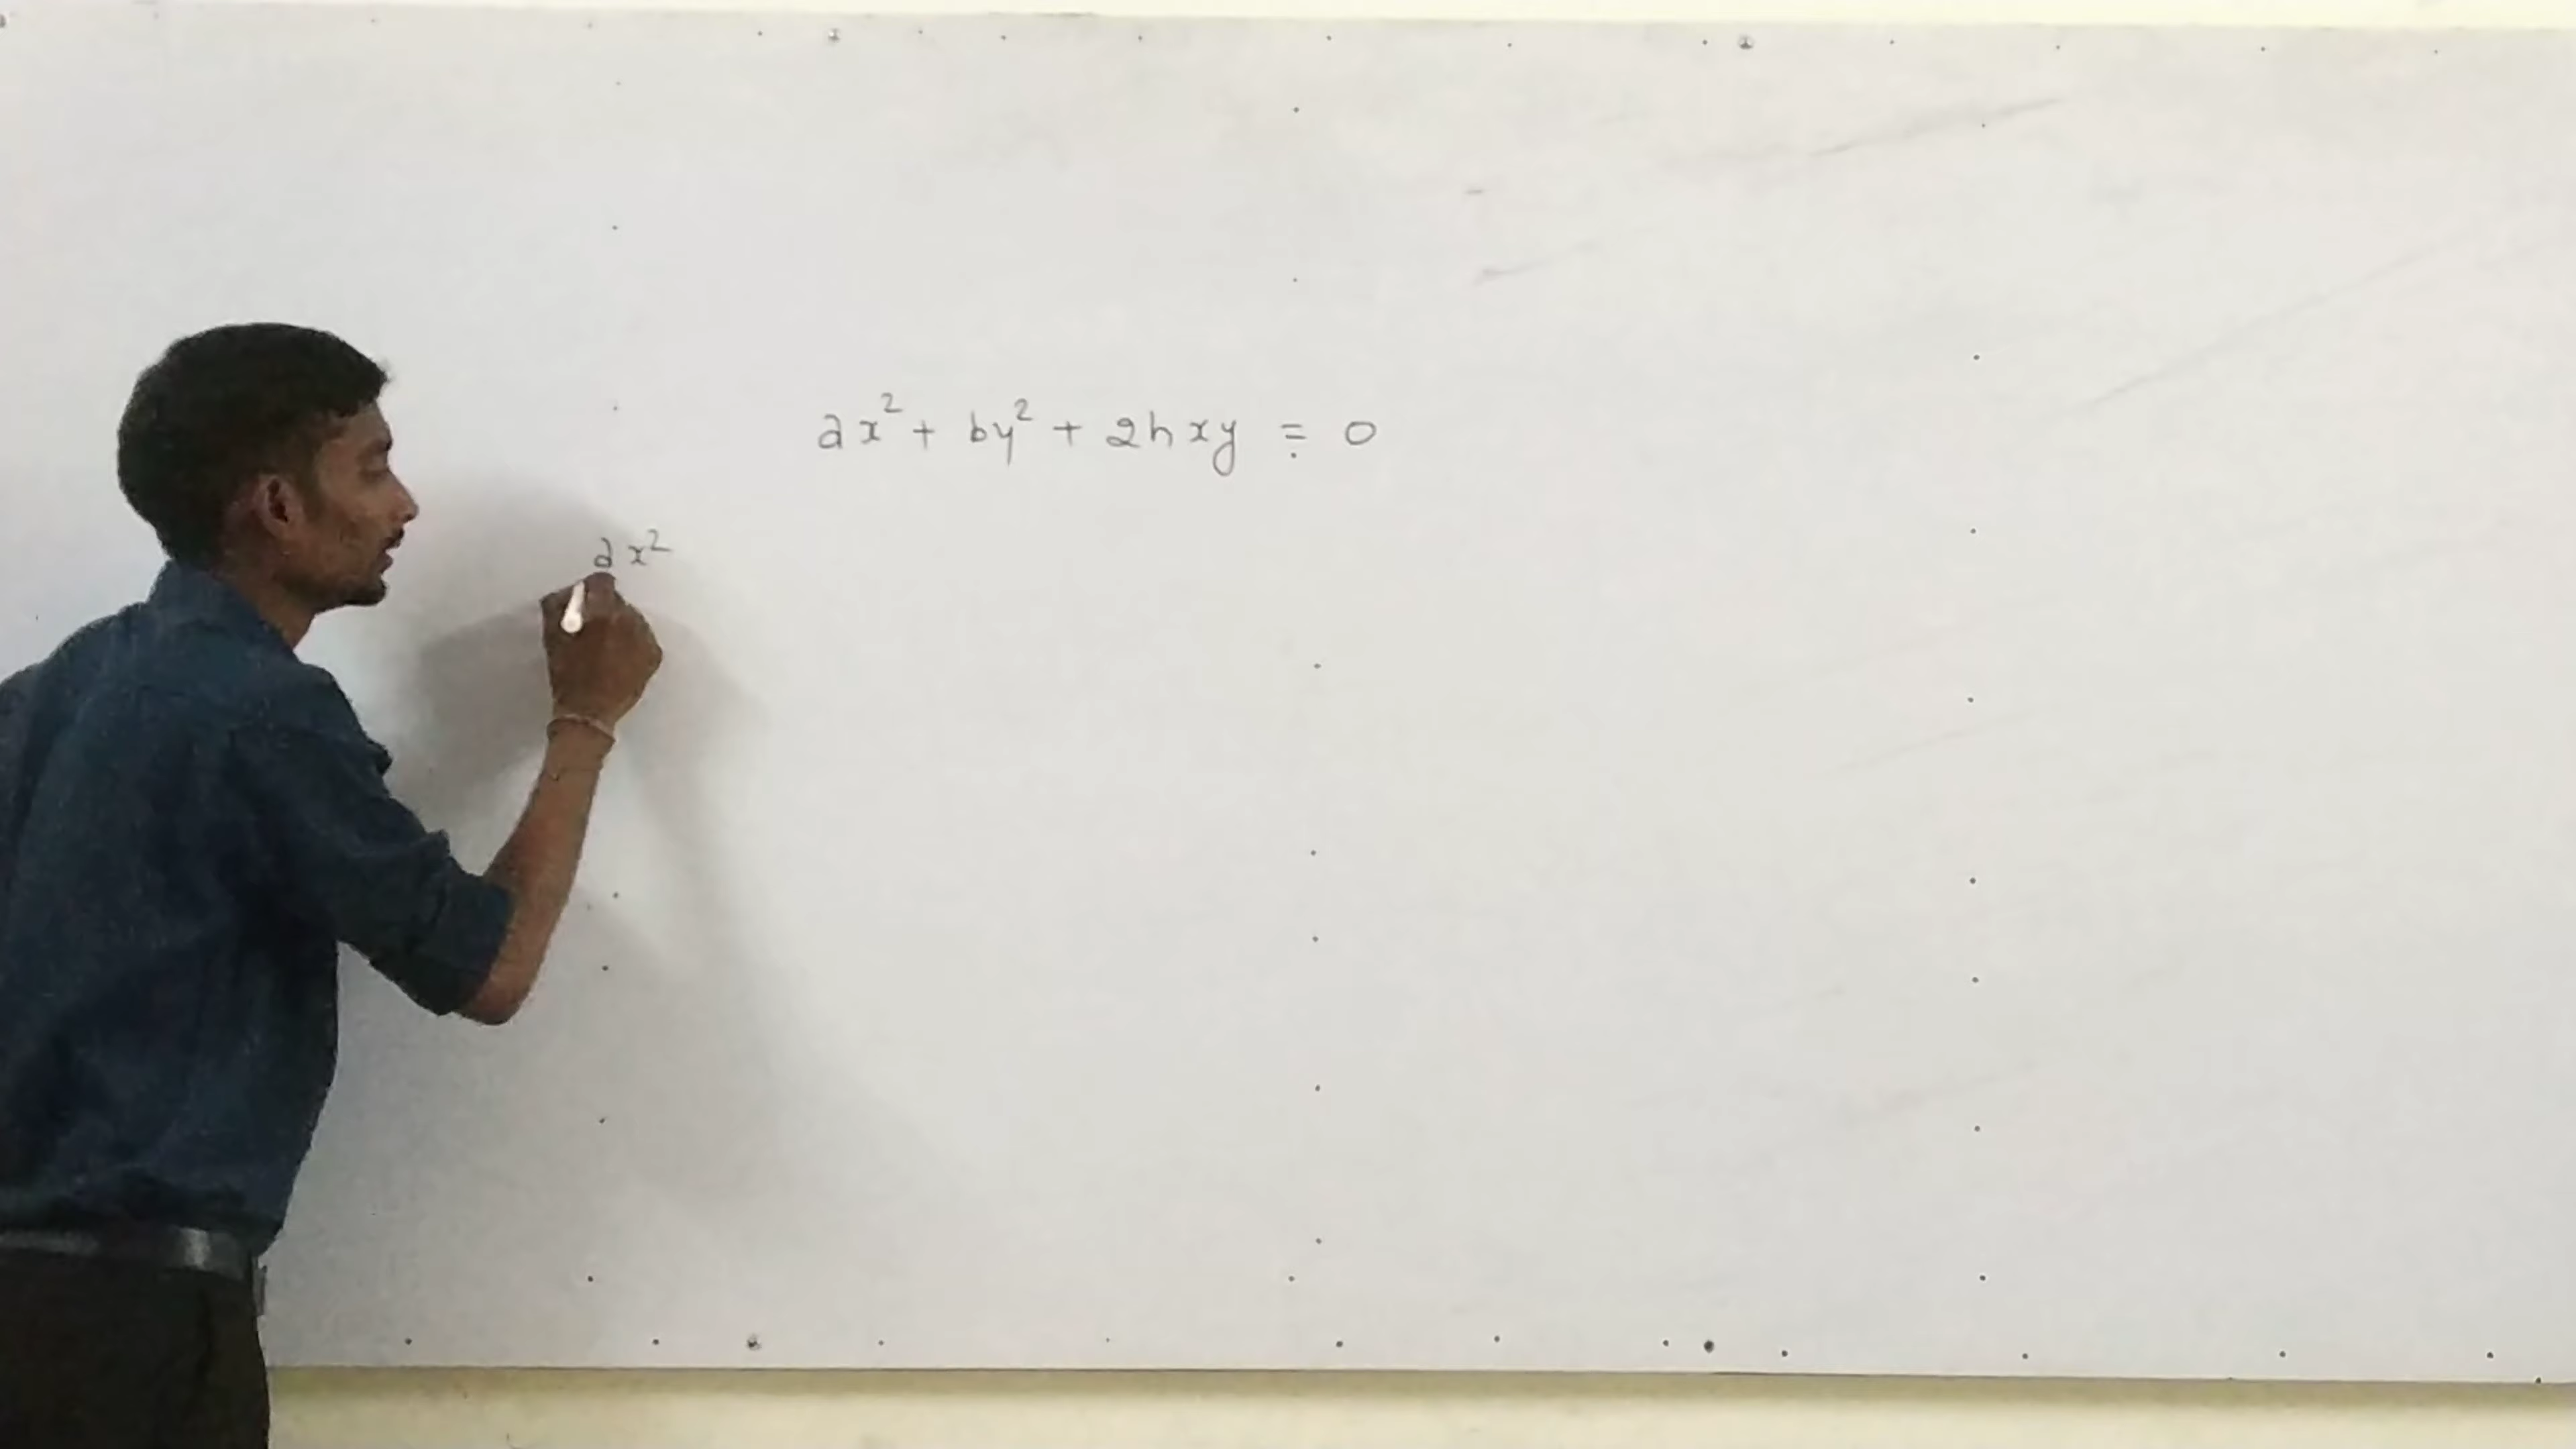 ax² + by² + 2hxy = 0
ax²